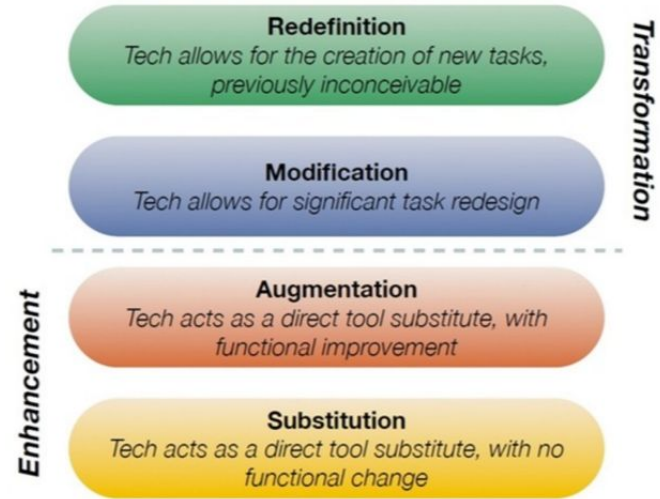 Redefinition
Tech allows for the creation of new tasks,
previously inconceivable
Modification
Tech allows for significant task redesign
Transformation
Augmentation
Tech acts as a direct tool substitute, with
functional improvement
Substitution
Tech acts as a direct tool substitute, with no
functional change
Enhancement